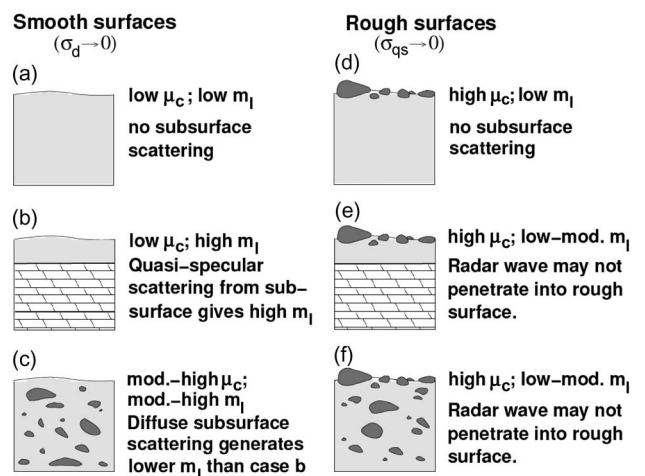 Smooth surfaces
(σd→0)
(a)
low μc; low ml
no subsurface
scattering
(b)
low μc; high ml
Quasi-specular
scattering from sub-
surface gives high ml
(c)
mod.-high μc;
mod.-high ml
Diffuse subsurface
scattering generates
lower ml than case b
Rough surfaces
(σqs→0)
(d)
high μc; low ml
no subsurface
scattering
(e)
high μc; low-mod. ml
Radar wave may not
penetrate into rough
surface.
(f)
high μc; low-mod. ml
Radar wave may not
penetrate into rough
surface.